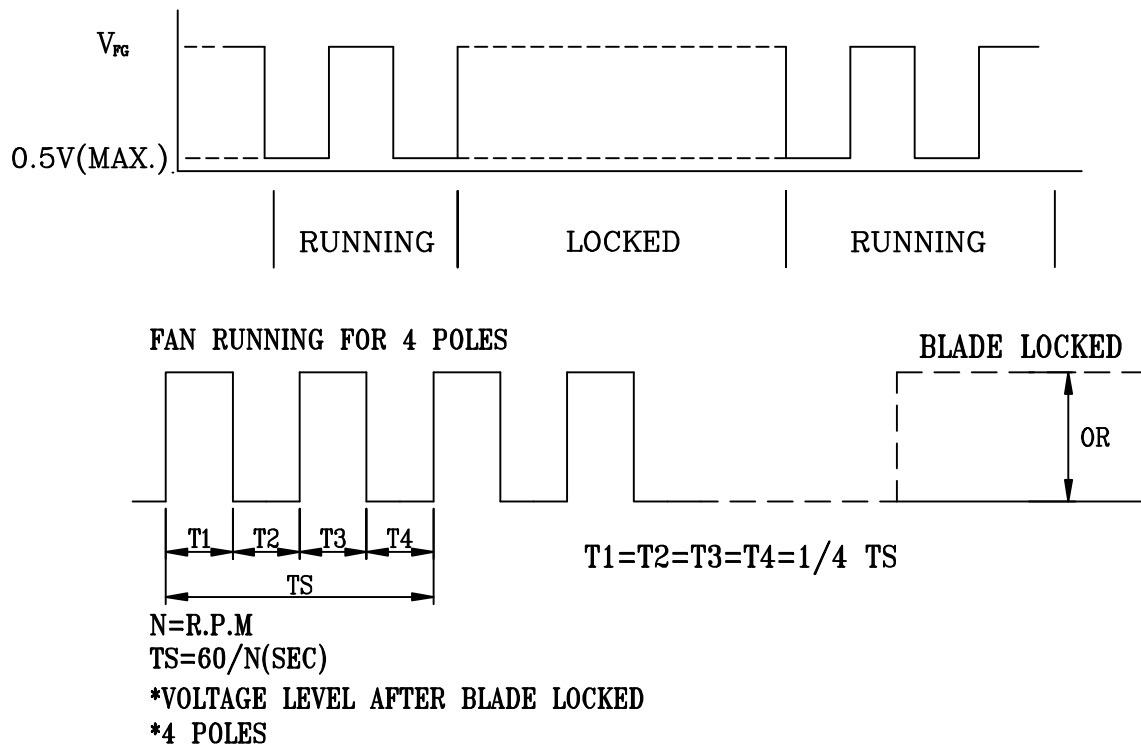 V_FG
0.5V(MAX.)
RUNNING LOCKED RUNNING
FAN RUNNING FOR 4 POLES
BLADE LOCKED
OR
T1 T2 T3 T4
TS
T1=T2=T3=T4=1/4 TS
N=R.P.M
TS=60/N(SEC)
*VOLTAGE LEVEL AFTER BLADE LOCKED
*4 POLES